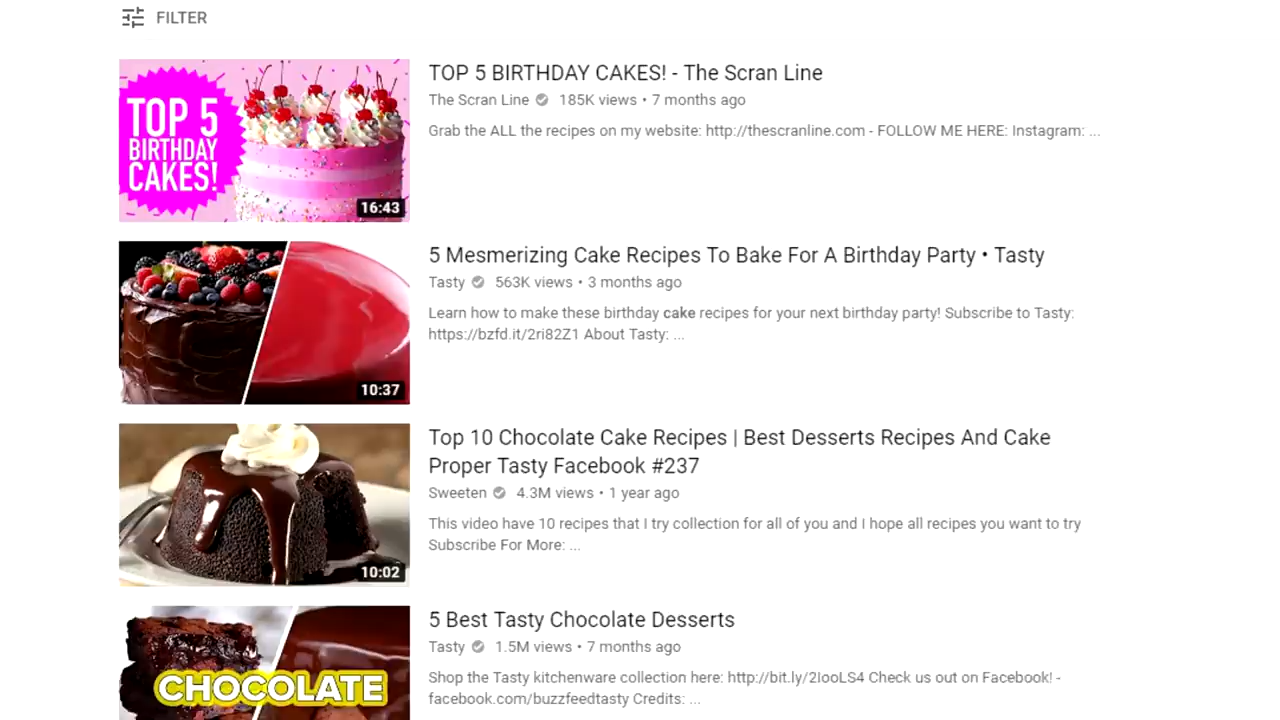 FILTER
TOP 5
BIRTHDAY
CAKES!
16:43
TOP 5 BIRTHDAY CAKES! - The Scran Line
The Scran Line 185K views • 7 months ago
Grab the ALL the recipes on my website: http://thescranline.com - FOLLOW ME HERE: Instagram: ...
10:37
5 Mesmerizing Cake Recipes To Bake For A Birthday Party • Tasty
Tasty 563K views • 3 months ago
Learn how to make these birthday cake recipes for your next birthday party! Subscribe to Tasty:
https://bzfd.it/2ri82Z1 About Tasty: ...
10:02
Top 10 Chocolate Cake Recipes | Best Desserts Recipes And Cake
Proper Tasty Facebook #237
Sweeten 4.3M views • 1 year ago
This video have 10 recipes that I try collection for all of you and I hope all recipes you want to try
Subscribe For More: ...
CHOCOLATE
5 Best Tasty Chocolate Desserts
Tasty 1.5M views • 7 months ago
Shop the Tasty kitchenware collection here: http://bit.ly/2IooLS4 Check us out on Facebook! -
facebook.com/buzzfeedtasty Credits: ...